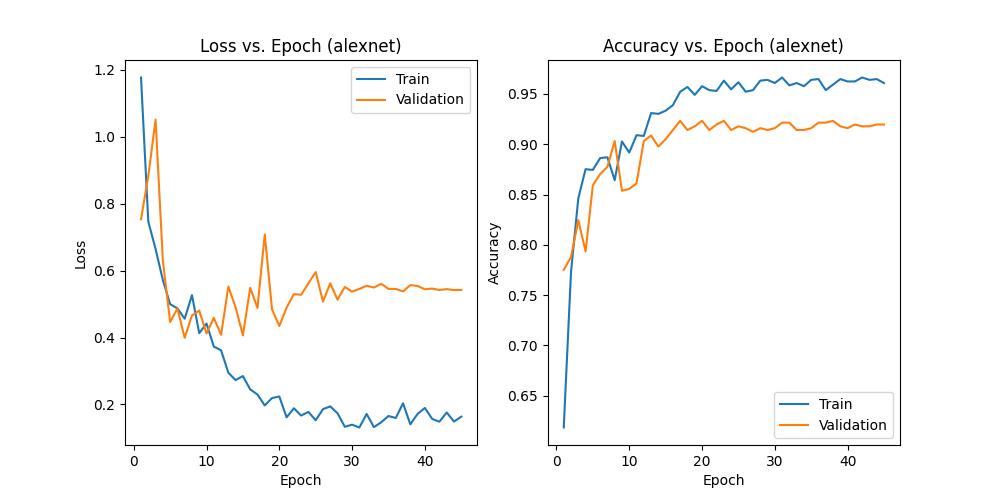 Loss vs. Epoch (alexnet)
1.2
1.0
0.8
0.6
0.4
0.2
Loss
0
10
20
30
40
Epoch
Train
Validation
Accuracy vs. Epoch (alexnet)
0.95
0.90
0.85
0.80
0.75
0.70
0.65
Accuracy
0
10
20
30
40
Epoch
Train
Validation